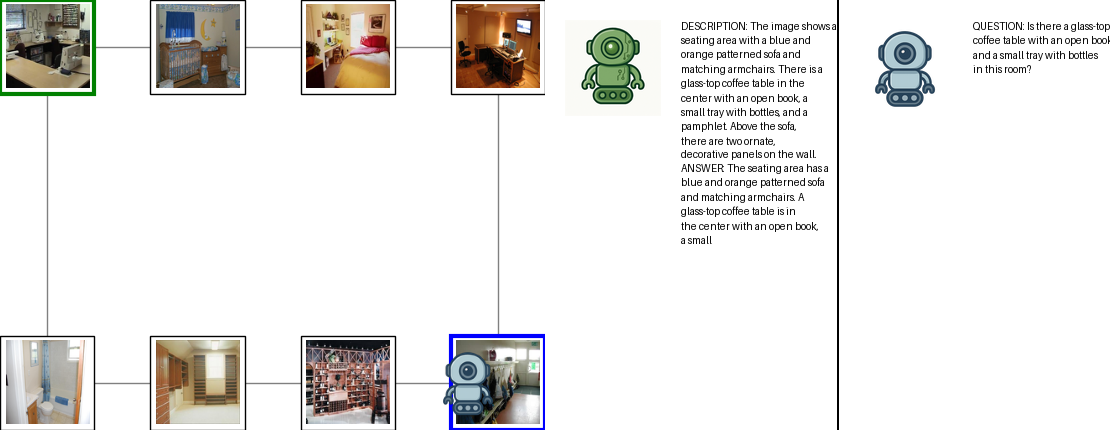 DESCRIPTION: The image shows a
seating area with a blue and
orange patterned sofa and
matching armchairs. There is a
glass-top coffee table in the
center with an open book, a
small tray with bottles, and a
pamphlet. Above the sofa,
there are two ornate,
decorative panels on the wall.
ANSWER: The seating area has a
blue and orange patterned sofa
and matching armchairs. A
glass-top coffee table is in
the center with an open book,
a small
QUESTION: Is there a glass-top
coffee table with an open book
and a small tray with bottles
in this room?